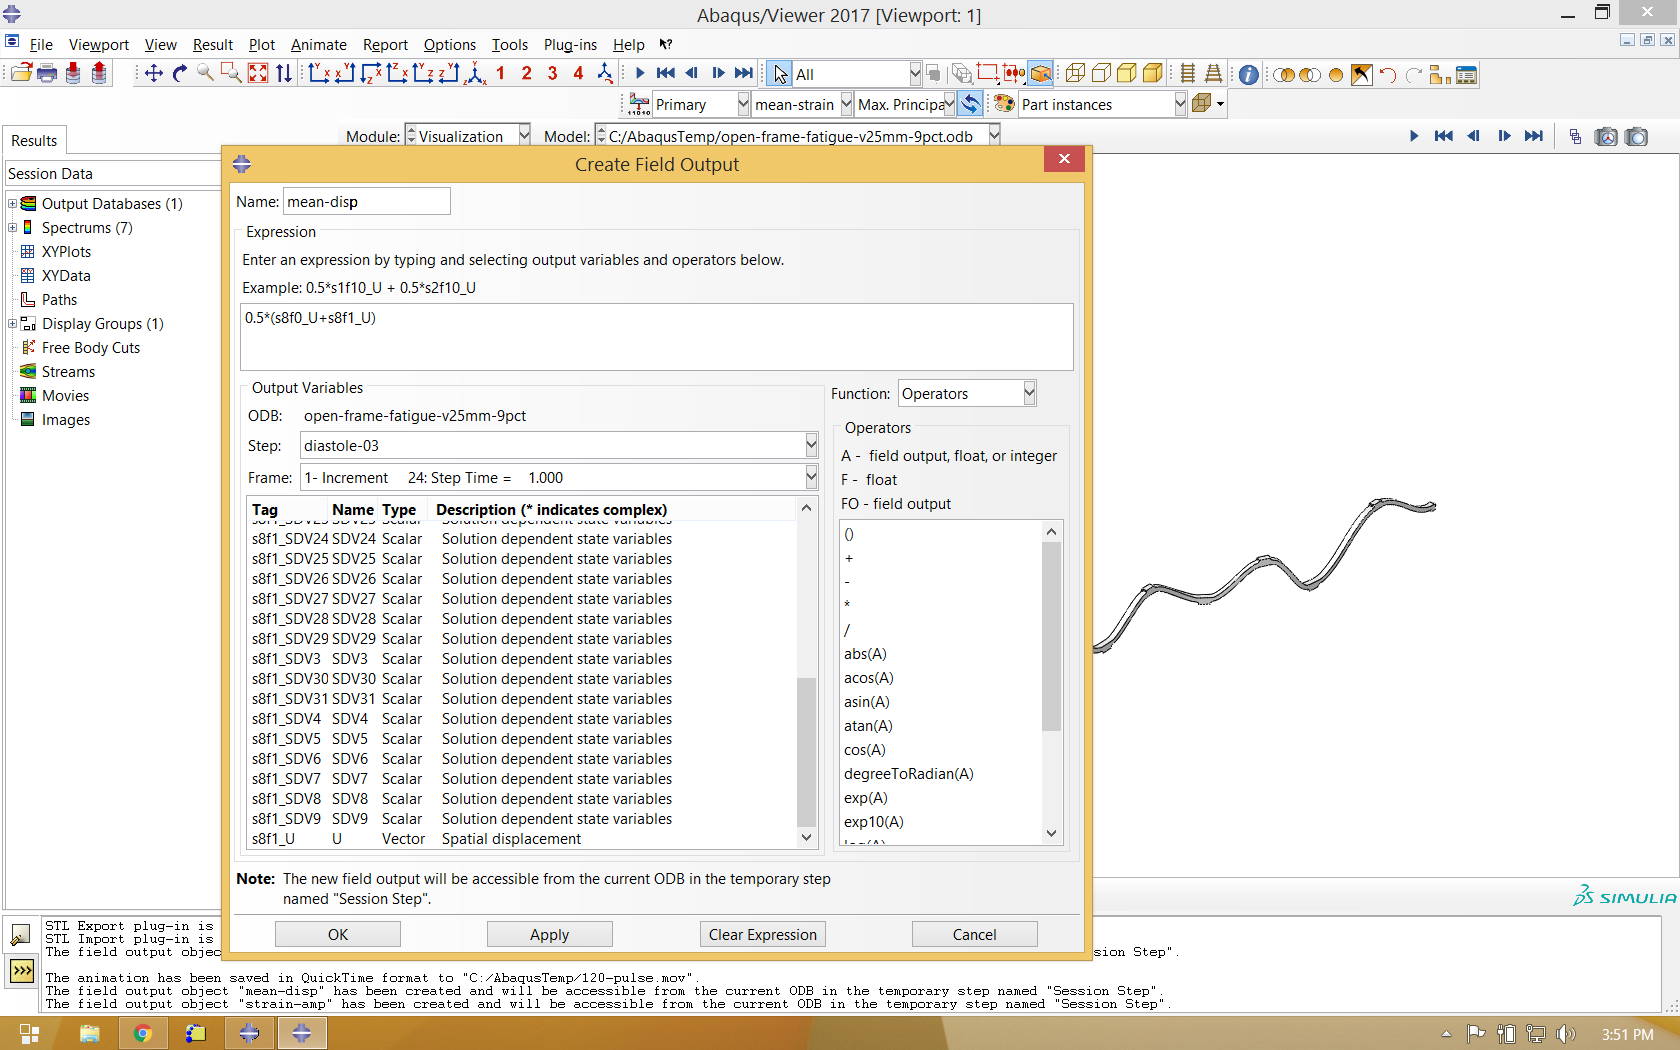 Abaqus/Viewer 2017 [Viewport: 1]
File Viewport View Result Plot Animate Report Options Tools Plug-ins Help
1 2 3 4 All
Primary mean-strain Max. Principa Part instances
Results Module: Visualization Model: C:/AbaqusTemp/open-frame-fatigue-v25mm-9pct.odb
Session Data
Output Databases (1)
Spectrums (7)
XYPlots
XYData
Paths
Display Groups (1)
Free Body Cuts
Streams
Movies
Images
Create Field Output
Name: mean-disp
Expression
Enter an expression by typing and selecting output variables and operators below.
Example: 0.5*s1f10_U + 0.5*s2f10_U
0.5*(s8f0_U+s8f1_U)
Output Variables
ODB: open-frame-fatigue-v25mm-9pct
Step: diastole-03
Frame: 1- Increment 24: Step Time = 1.000
Tag Name Type Description (* indicates complex)
s8f1_SDV23 SDV23 Scalar Solution dependent state variables
s8f1_SDV24 SDV24 Scalar Solution dependent state variables
s8f1_SDV25 SDV25 Scalar Solution dependent state variables
s8f1_SDV26 SDV26 Scalar Solution dependent state variables
s8f1_SDV27 SDV27 Scalar Solution dependent state variables
s8f1_SDV28 SDV28 Scalar Solution dependent state variables
s8f1_SDV29 SDV29 Scalar Solution dependent state variables
s8f1_SDV3 SDV3 Scalar Solution dependent state variables
s8f1_SDV30 SDV30 Scalar Solution dependent state variables
s8f1_SDV31 SDV31 Scalar Solution dependent state variables
s8f1_SDV4 SDV4 Scalar Solution dependent state variables
s8f1_SDV5 SDV5 Scalar Solution dependent state variables
s8f1_SDV6 SDV6 Scalar Solution dependent state variables
s8f1_SDV7 SDV7 Scalar Solution dependent state variables
s8f1_SDV8 SDV8 Scalar Solution dependent state variables
s8f1_SDV9 SDV9 Scalar Solution dependent state variables
s8f1_U U Vector Spatial displacement
Function: Operators
Operators
A - field output, float, or integer
F - float
FO - field output
()
+
-
*
/
abs(A)
acos(A)
asin(A)
atan(A)
cos(A)
degreeToRadian(A)
exp(A)
exp10(A)
log(A)
Note: The new field output will be accessible from the current ODB in the temporary step
named "Session Step".
OK Apply Clear Expression Cancel
SIMULIA
STL Export plug-in is
STL Import plug-in is
The field output objec sion Step".
The animation has been saved in QuickTime format to "C:/AbaqusTemp/120-pulse.mov".
The field output object "mean-disp" has been created and will be accessible from the current ODB in the temporary step named "Session Step".
The field output object "strain-amp" has been created and will be accessible from the current ODB in the temporary step named "Session Step".
>>>
3:51 PM